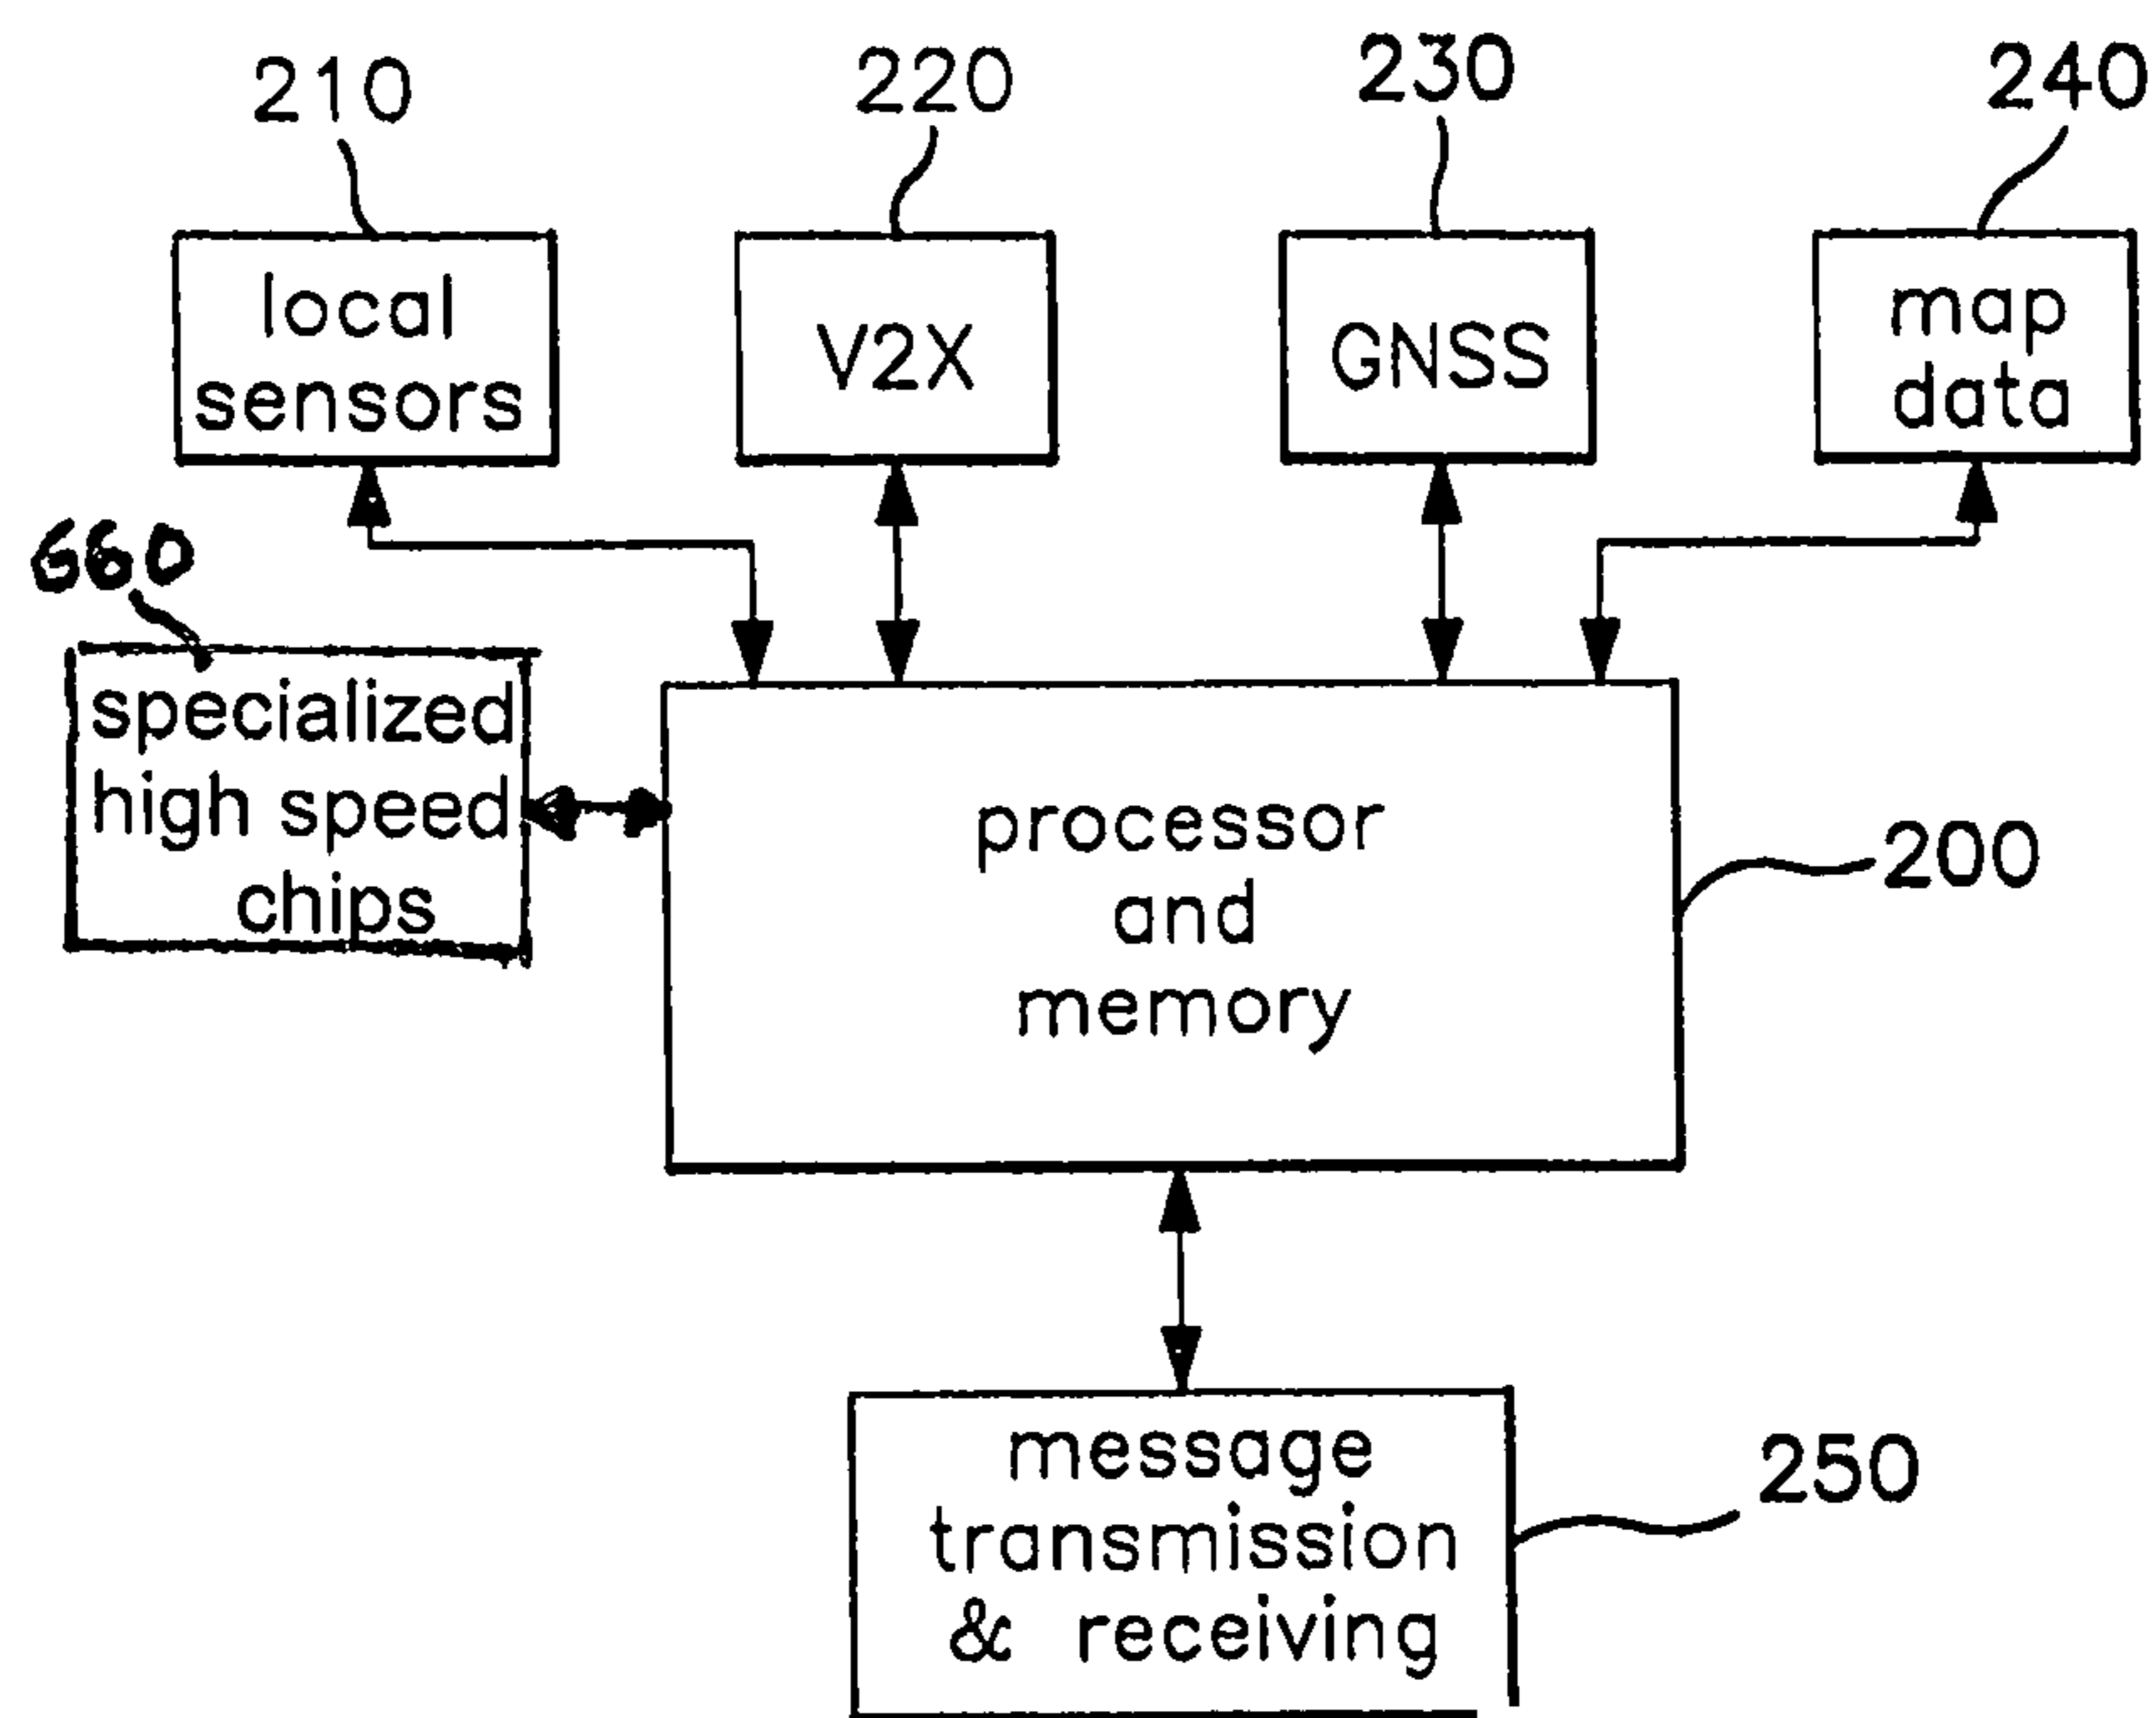 210
220
230
240
local
sensors
V2X
GNSS
map
data
660
specialized
high speed
chips
processor
and
memory
200
message
transmission
& receiving
250